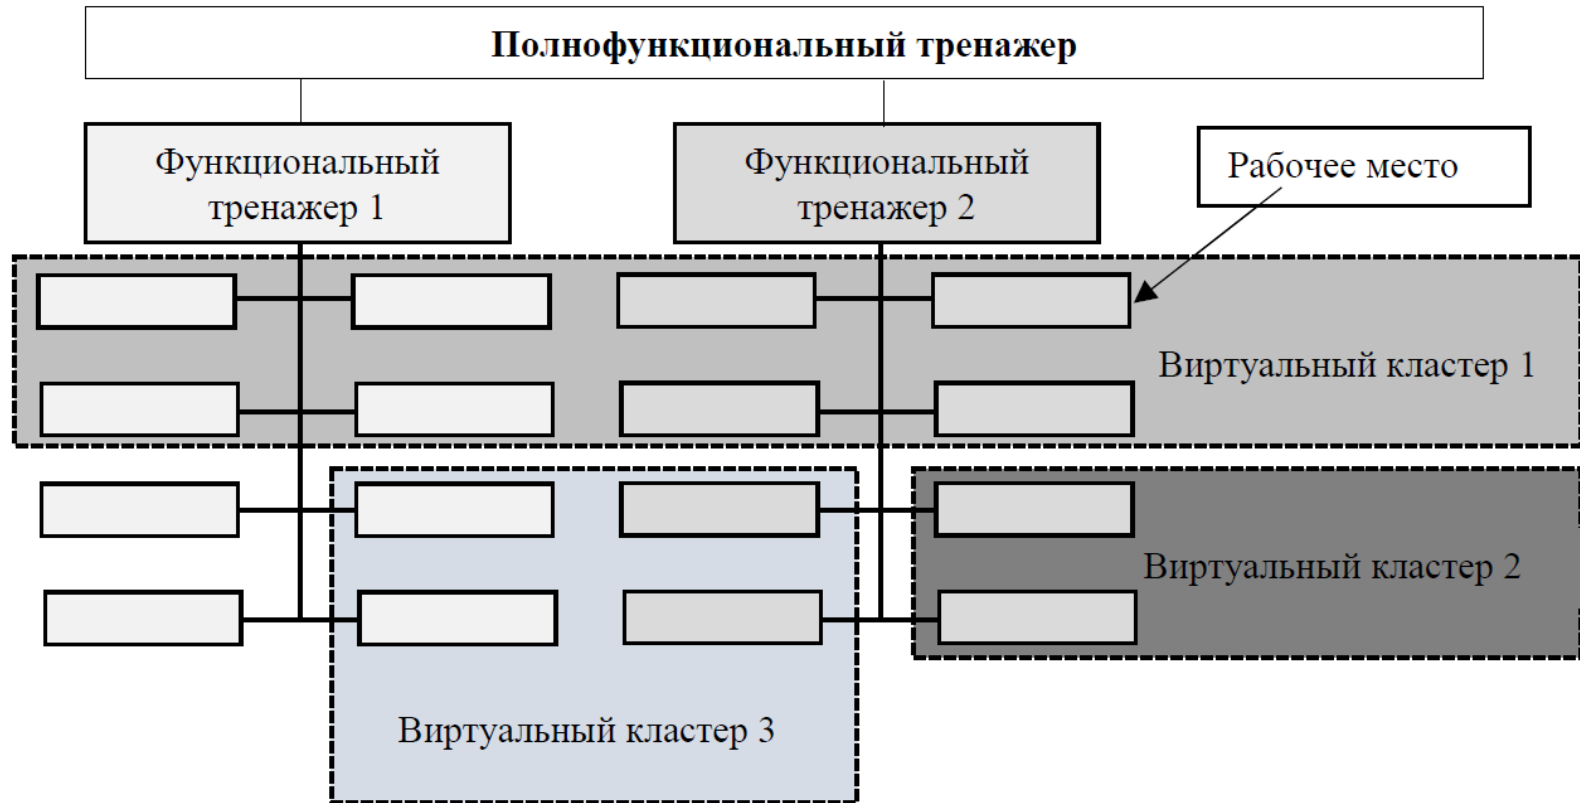 Полнофункциональный тренажер
Функциональный
тренажер 1
Функциональный
тренажер 2
Рабочее место
Виртуальный кластер 1
Виртуальный кластер 2
Виртуальный кластер 3